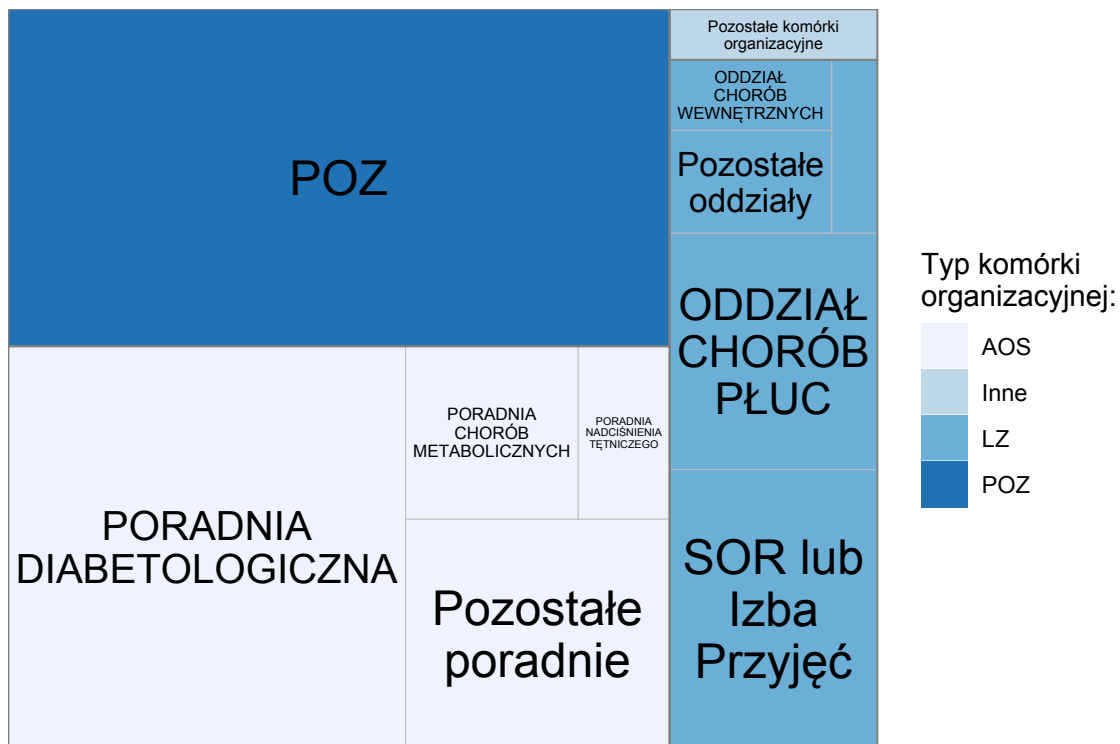 POZ
Pozostałe komórki
organizacyjne
ODDZIAŁ
CHORÓB
WEWNĘTRZNYCH
Pozostałe
oddziały
ODDZIAŁ
CHORÓB
PŁUC
SOR lub
Izba
Przyjęć
PORADNIA
DIABETOLOGICZNA
PORADNIA
CHORÓB
METABOLICZNYCH
PORADNIA
NADCIŚNIENIA
TĘTNICZEGO
Pozostałe
poradnie
Typ komórki
organizacyjnej:
AOS
Inne
LZ
POZ